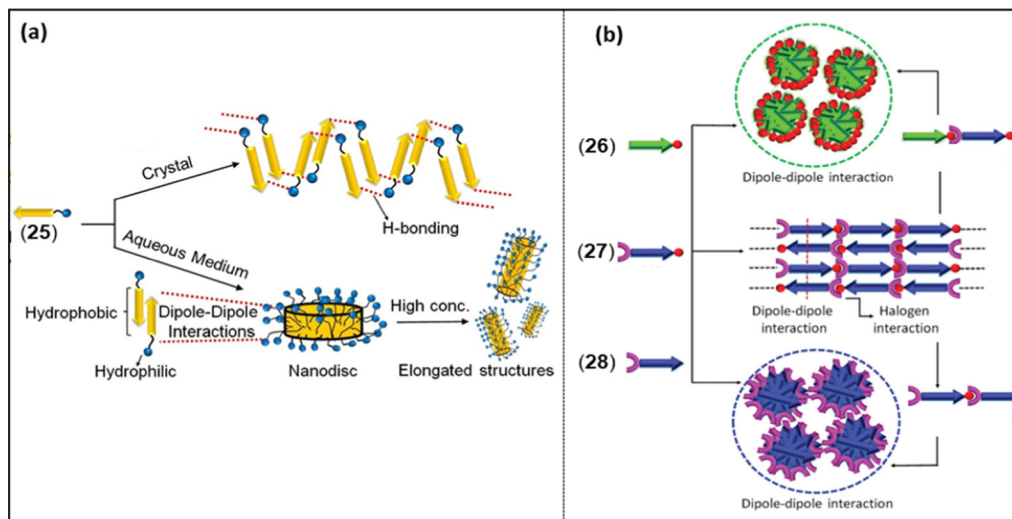 (a)
Crystal
H-bonding
(25)
Aqueous Medium
Hydrophobic
Dipole-Dipole
Interactions
Hydrophilic
Nanodisc
High conc.
Elongated structures
(b)
(26)
Dipole-dipole interaction
(27)
Dipole-dipole
interaction
Halogen
interaction
(28)
Dipole-dipole interaction